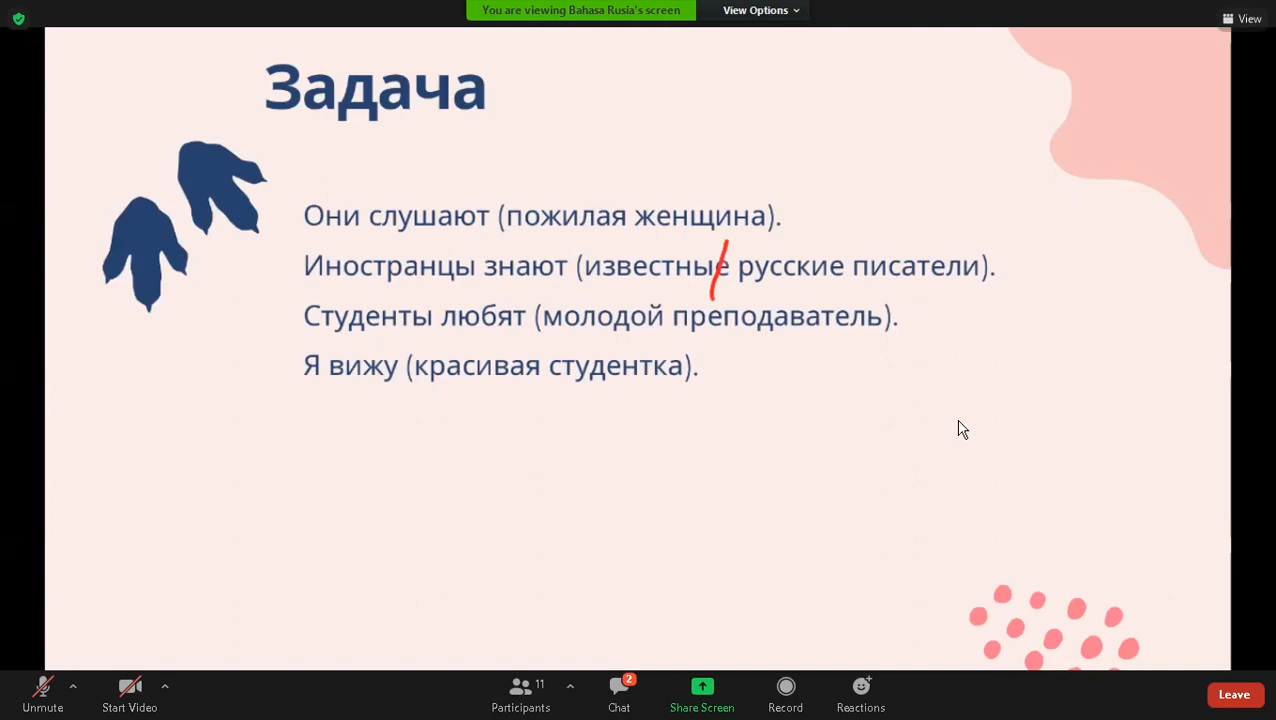 You are viewing Bahasa Rusia's screen
View Options
View
Задача
Они слушают (пожилая женщина).
Иностранцы знают (известные русские писатели).
Студенты любят (молодой преподаватель).
Я вижу (красивая студентка).
Unmute
Start Video
11
Participants
2
Chat
Share Screen
Record
Reactions
Leave